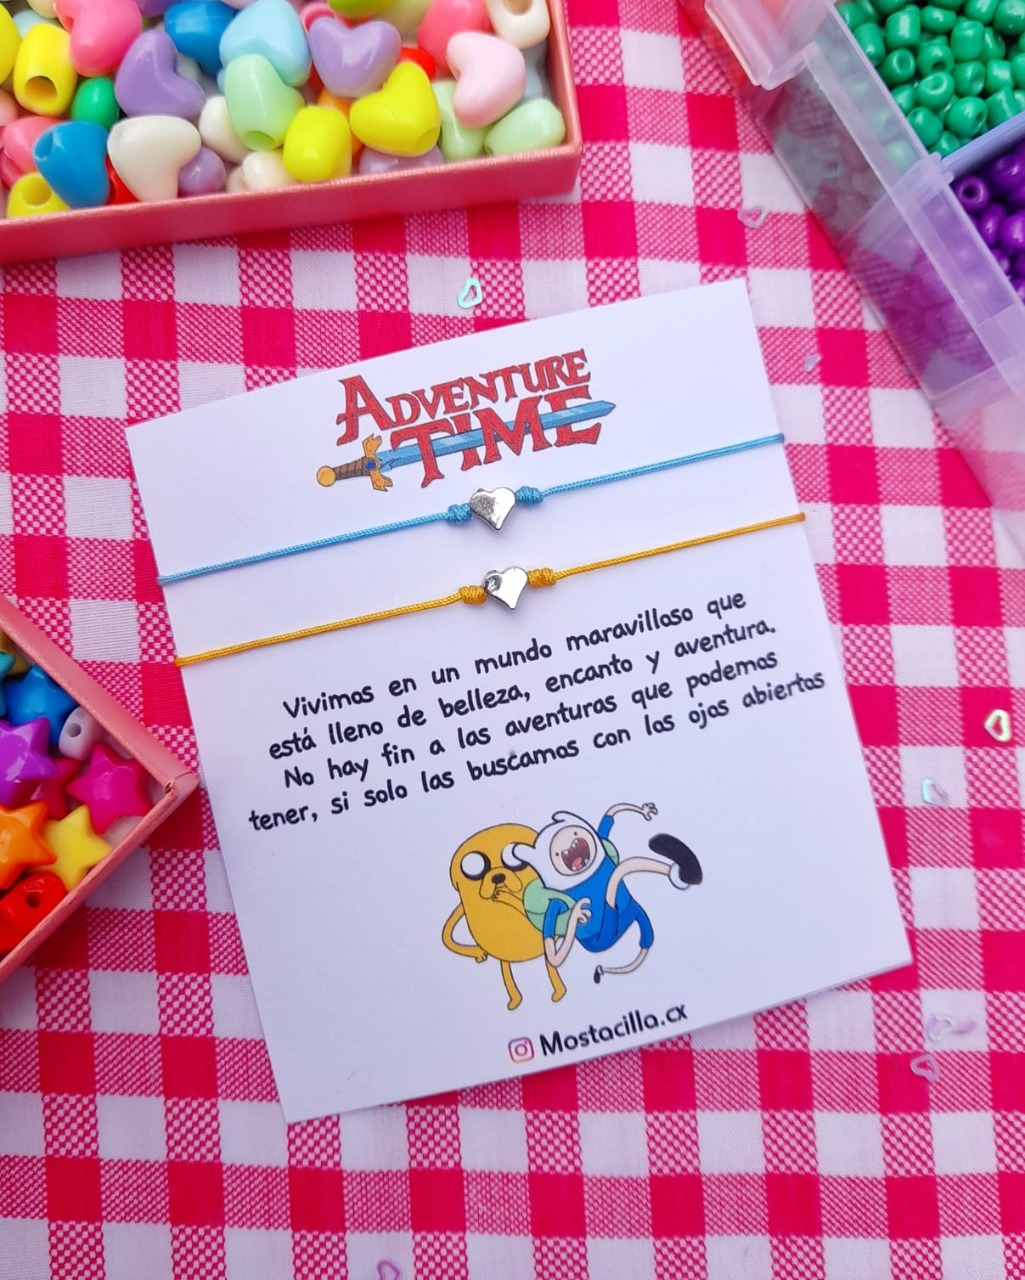 ADVENTURE
TIME
Vivimos en un mundo maravilloso que
está lleno de belleza, encanto y aventura.
No hay fin a las aventuras que podemos
tener, si solo las buscamos con los ojos abiertos
Mostacilla.cx